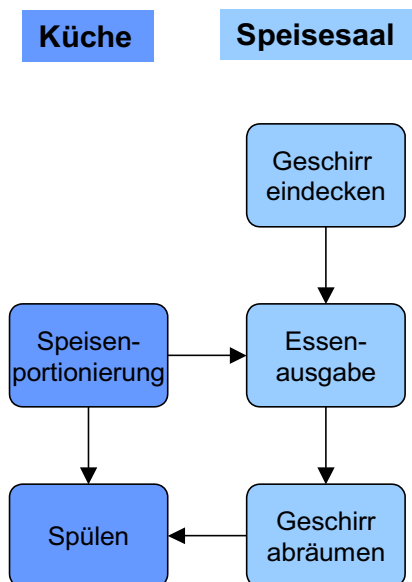 Küche
Speisesaal
Geschirr
eindecken
Speisen-
portionierung
Essen-
ausgabe
Spülen
Geschirr
abräumen